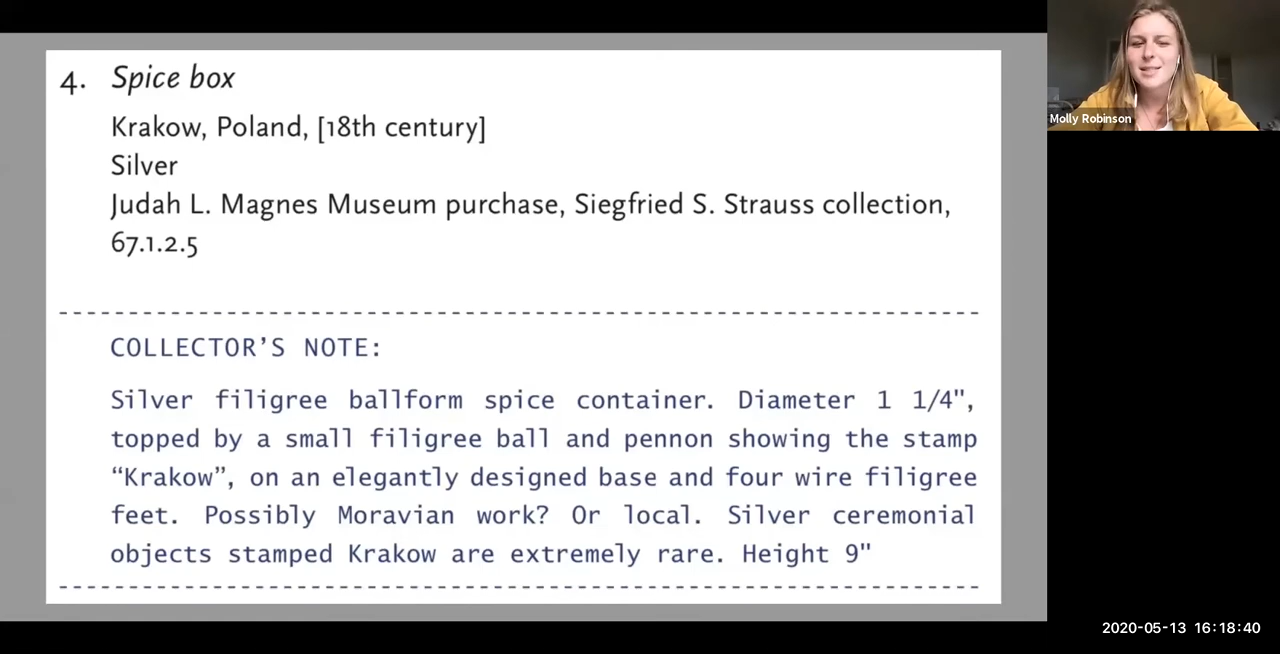 4. Spice box
Krakow, Poland, [18th century]
Silver
Judah L. Magnes Museum purchase, Siegfried S. Strauss collection,
67.1.2.5
COLLECTOR’S NOTE:
Silver filigree ballform spice container. Diameter 1 1/4",
topped by a small filigree ball and pennon showing the stamp
“Krakow”, on an elegantly designed base and four wire filigree
feet. Possibly Moravian work? Or local. Silver ceremonial
objects stamped Krakow are extremely rare. Height 9"
Molly Robinson
2020-05-13 16:18:40